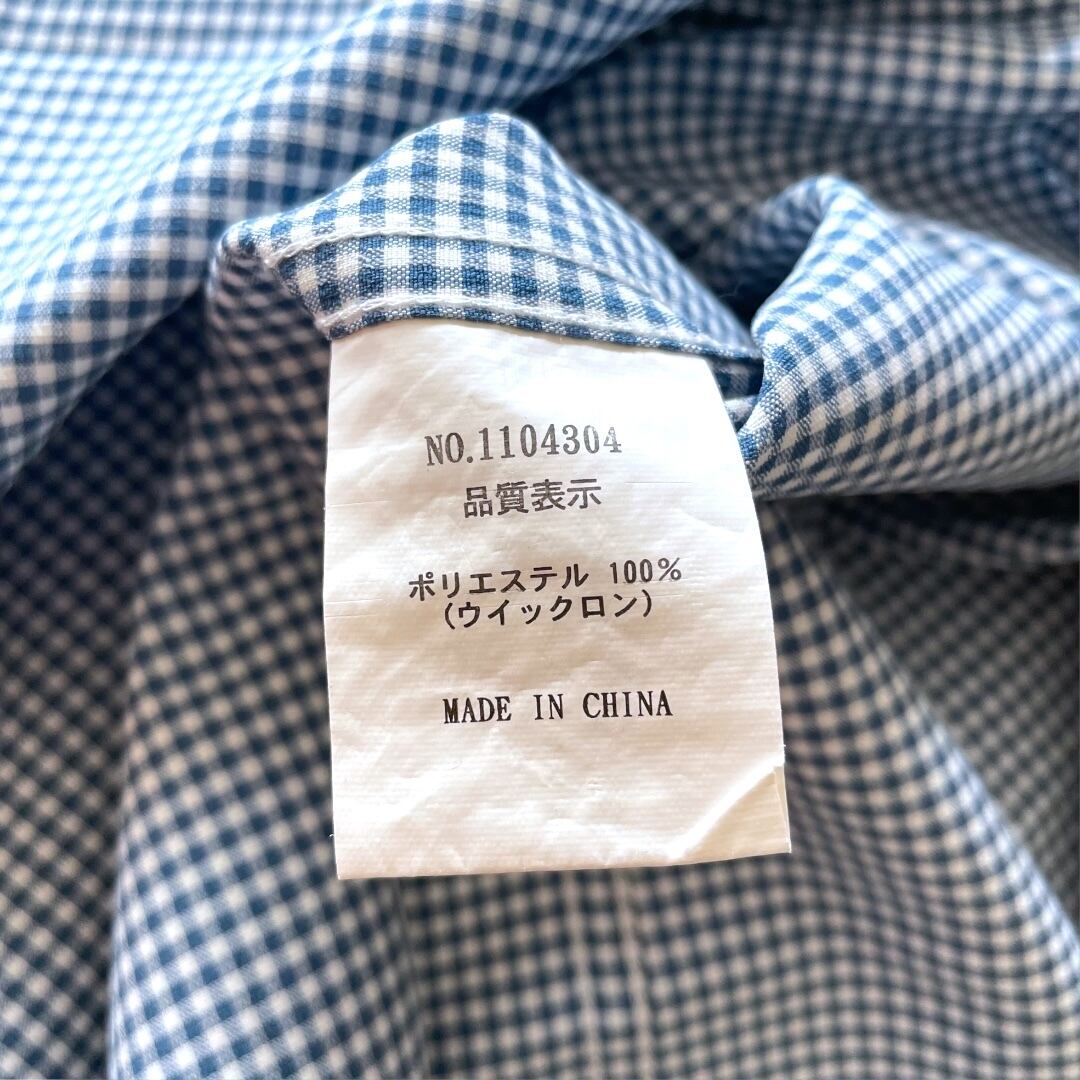 NO.1104304
品質表示
ポリエステル 100%
(ウイックロン)
MADE IN CHINA